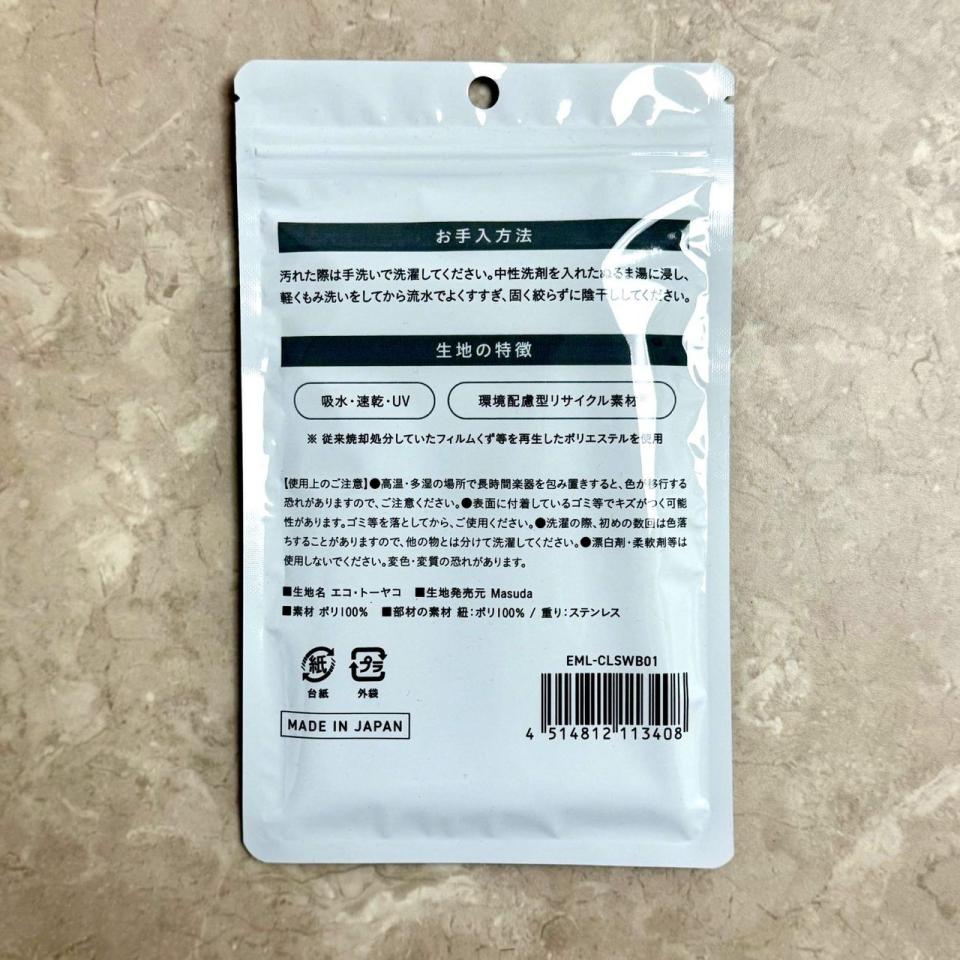 お手入方法
汚れた際は手洗いで洗濯してください。中性洗剤を入れたぬるま湯に浸し、
軽くもみ洗いをしてから流水でよくすすぎ、固く絞らずに陰干ししてください。
生地の特徴
吸水・速乾・UV
環境配慮型リサイクル素材※
※ 従来焼却処分していたフィルムくず等を再生したポリエステルを使用
【使用上のご注意】●高温・多湿の場所で長時間楽器を包み置きすると、色が移行する
恐れがありますので、ご注意ください。●表面に付着しているゴミ等でキズがつく可能
性があります。ゴミ等を落としてから、ご使用ください。●洗濯の際、初めの数回は色落
ちすることがありますので、他の物とは分けて洗濯してください。●漂白剤・柔軟剤等は
使用しないでください。変色・変質の恐れがあります。
■生地名 エコ・トーヤコ ■生地発売元 Masuda
■素材 ポリ100% ■部材の素材 紐：ポリ100% / 重り：ステンレス
紙
台紙
プラ
外袋
MADE IN JAPAN
EML-CLSWB01
4 514812 113408